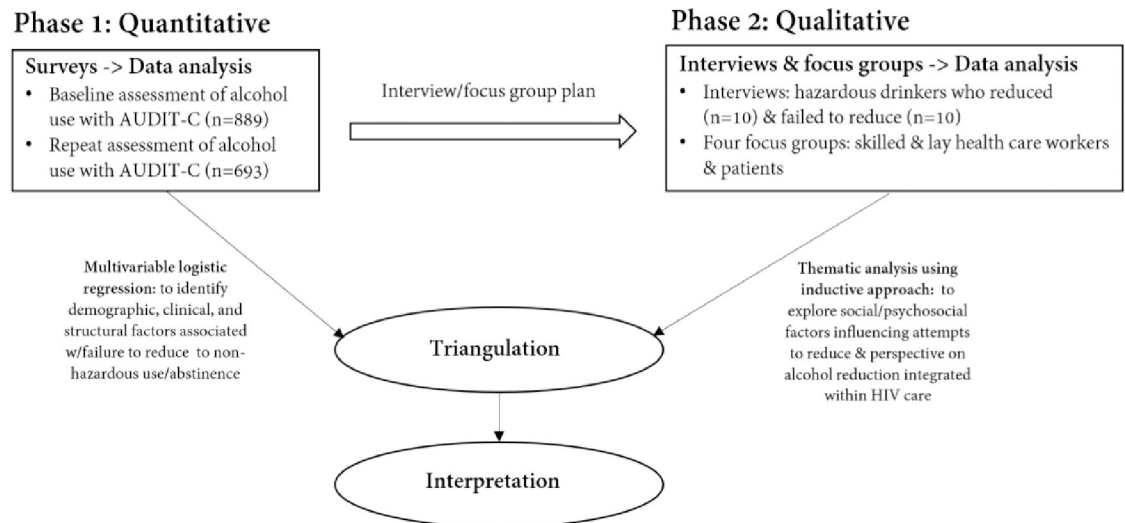 Phase 1: Quantitative
Surveys -> Data analysis
• Baseline assessment of alcohol
use with AUDIT-C (n=889)
• Repeat assessment of alcohol
use with AUDIT-C (n=693)
Interview/focus group plan
Phase 2: Qualitative
Interviews & focus groups -> Data analysis
• Interviews: hazardous drinkers who reduced
(n=10) & failed to reduce (n=10)
• Four focus groups: skilled & lay health care workers
& patients
Multivariable logistic
regression: to identify
demographic, clinical, and
structural factors associated
w/failure to reduce to non-
hazardous use/abstinence
Thematic analysis using
inductive approach: to
explore social/psychosocial
factors influencing attempts
to reduce & perspective on
alcohol reduction integrated
within HIV care
Triangulation
Interpretation